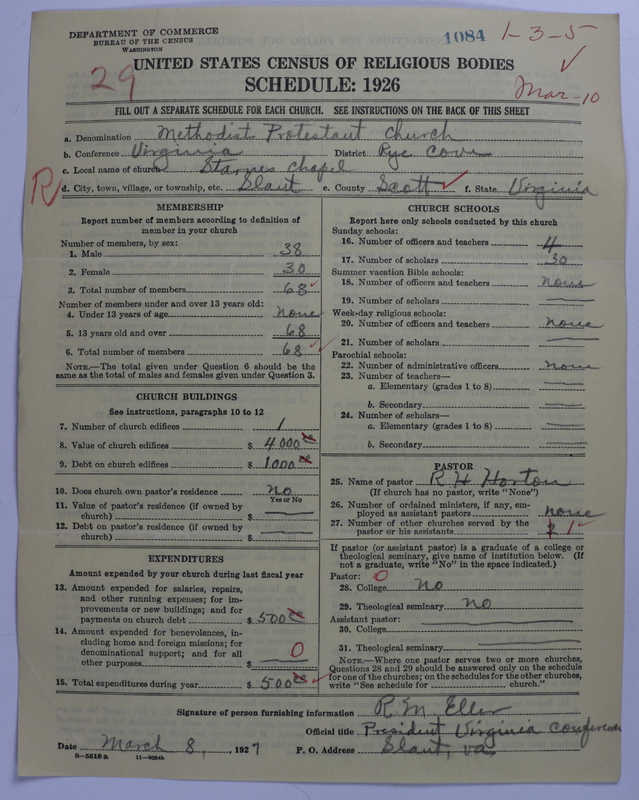 DEPARTMENT OF COMMERCE
BUREAU OF THE CENSUS
WASHINGTON
1084
1-3-5
29
Mar-10
UNITED STATES CENSUS OF RELIGIOUS BODIES
SCHEDULE: 1926
FILL OUT A SEPARATE SCHEDULE FOR EACH CHURCH. SEE INSTRUCTIONS ON THE BACK OF THIS SHEET
a. Denomination Methodist Protestant Church
b. Conference Virginia District Rye Cove
c. Local name of church Starnes Chapel
R
d. City, town, village, or township, etc. Slant e. County Scott f. State Virginia
MEMBERSHIP
Report number of members according to definition of
member in your church
Number of members, by sex:
1. Male 38
2. Female 30
3. Total number of members 68
Number of members under and over 13 years old:
4. Under 13 years of age none
5. 13 years old and over 68
6. Total number of members 68
NOTE.—The total given under Question 6 should be
same as the total of males and females given under Question 3.
CHURCH BUILDINGS
See instructions, paragraphs 10 to 12
7. Number of church edifices 1
8. Value of church edifices $ 4000
9. Debt on church edifices $ 1000
10. Does church own pastor's residence no
Yes or No
11. Value of pastor's residence (if owned by
church) $
12. Debt on pastor's residence (if owned by
church) $
EXPENDITURES
Amount expended by your church during last fiscal year
13. Amount expended for salaries, repairs,
and other running expenses; for im-
provements or new buildings; and for
payments on church debt $ 500
14. Amount expended for benevolences, in-
cluding home and foreign missions; for
denominational support; and for all
other purposes $ 0
15. Total expenditures during year $ 500
CHURCH SCHOOLS
Report here only schools conducted by this church
Sunday schools:
16. Number of officers and teachers 4
17. Number of scholars 30
Summer vacation Bible schools:
18. Number of officers and teachers none
19. Number of scholars
Week-day religious schools:
20. Number of officers and teachers none
21. Number of scholars
Parochial schools:
22. Number of administrative officers none
23. Number of teachers—
a. Elementary (grades 1 to 8)
b. Secondary
24. Number of scholars—
a. Elementary (grades 1 to 8)
b. Secondary
PASTOR
25. Name of pastor R H Horton
(If church has no pastor, write "None")
26. Number of ordained ministers, if any, em-
ployed as assistant pastors none
27. Number of other churches served by the
pastor or his assistants 1
If pastor (or assistant pastor) is a graduate of a college or
theological seminary, give name of institution below. (If
not a graduate, write "No" in the space indicated.)
Pastor: 0
28. College no
29. Theological seminary no
Assistant pastor:
30. College
31. Theological seminary
NOTE.—Where one pastor serves two or more churches,
Questions 28 and 29 should be answered only on the schedule
for one of the churches; on the schedules for the other churches,
write "See schedule for church."
Signature of person furnishing information R M Eller
Official title President Virginia Conference
Date March 8, 1927 P. O. Address Slant, Va
8-5518a 11-9024b